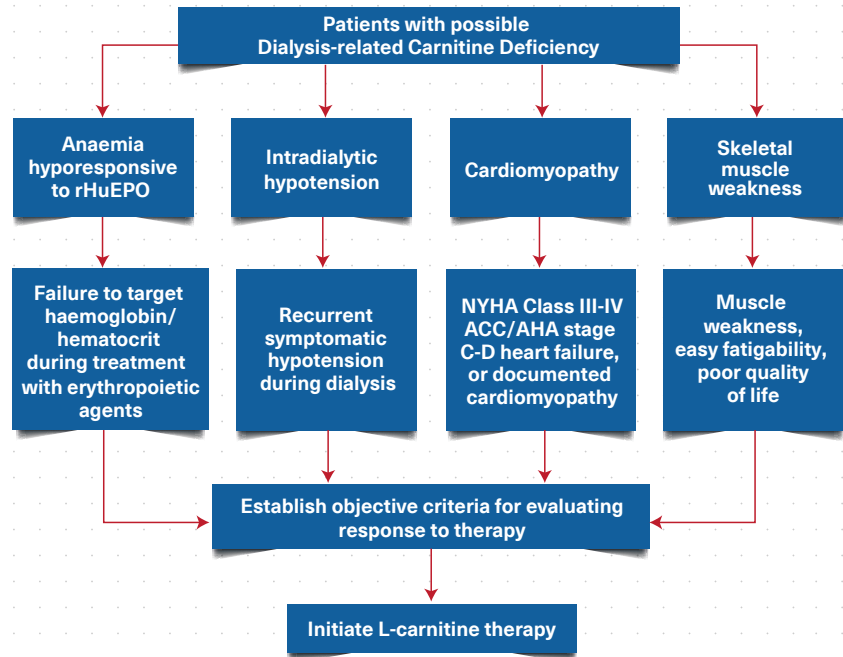 Patients with possible
Dialysis-related Carnitine Deficiency
Anaemia
hyporesponsive
to rHuEPO
Intradialytic
hypotension
Cardiomyopathy
Skeletal
muscle
weakness
Failure to target
haemoglobin/
hematocrit
during treatment
with erythropoietic
agents
Recurrent
symptomatic
hypotension
during dialysis
NYHA Class III-IV
ACC/AHA stage
C-D heart failure,
or documented
cardiomyopathy
Muscle
weakness,
easy fatigability,
poor quality
of life
Establish objective criteria for evaluating
response to therapy
Initiate L-carnitine therapy